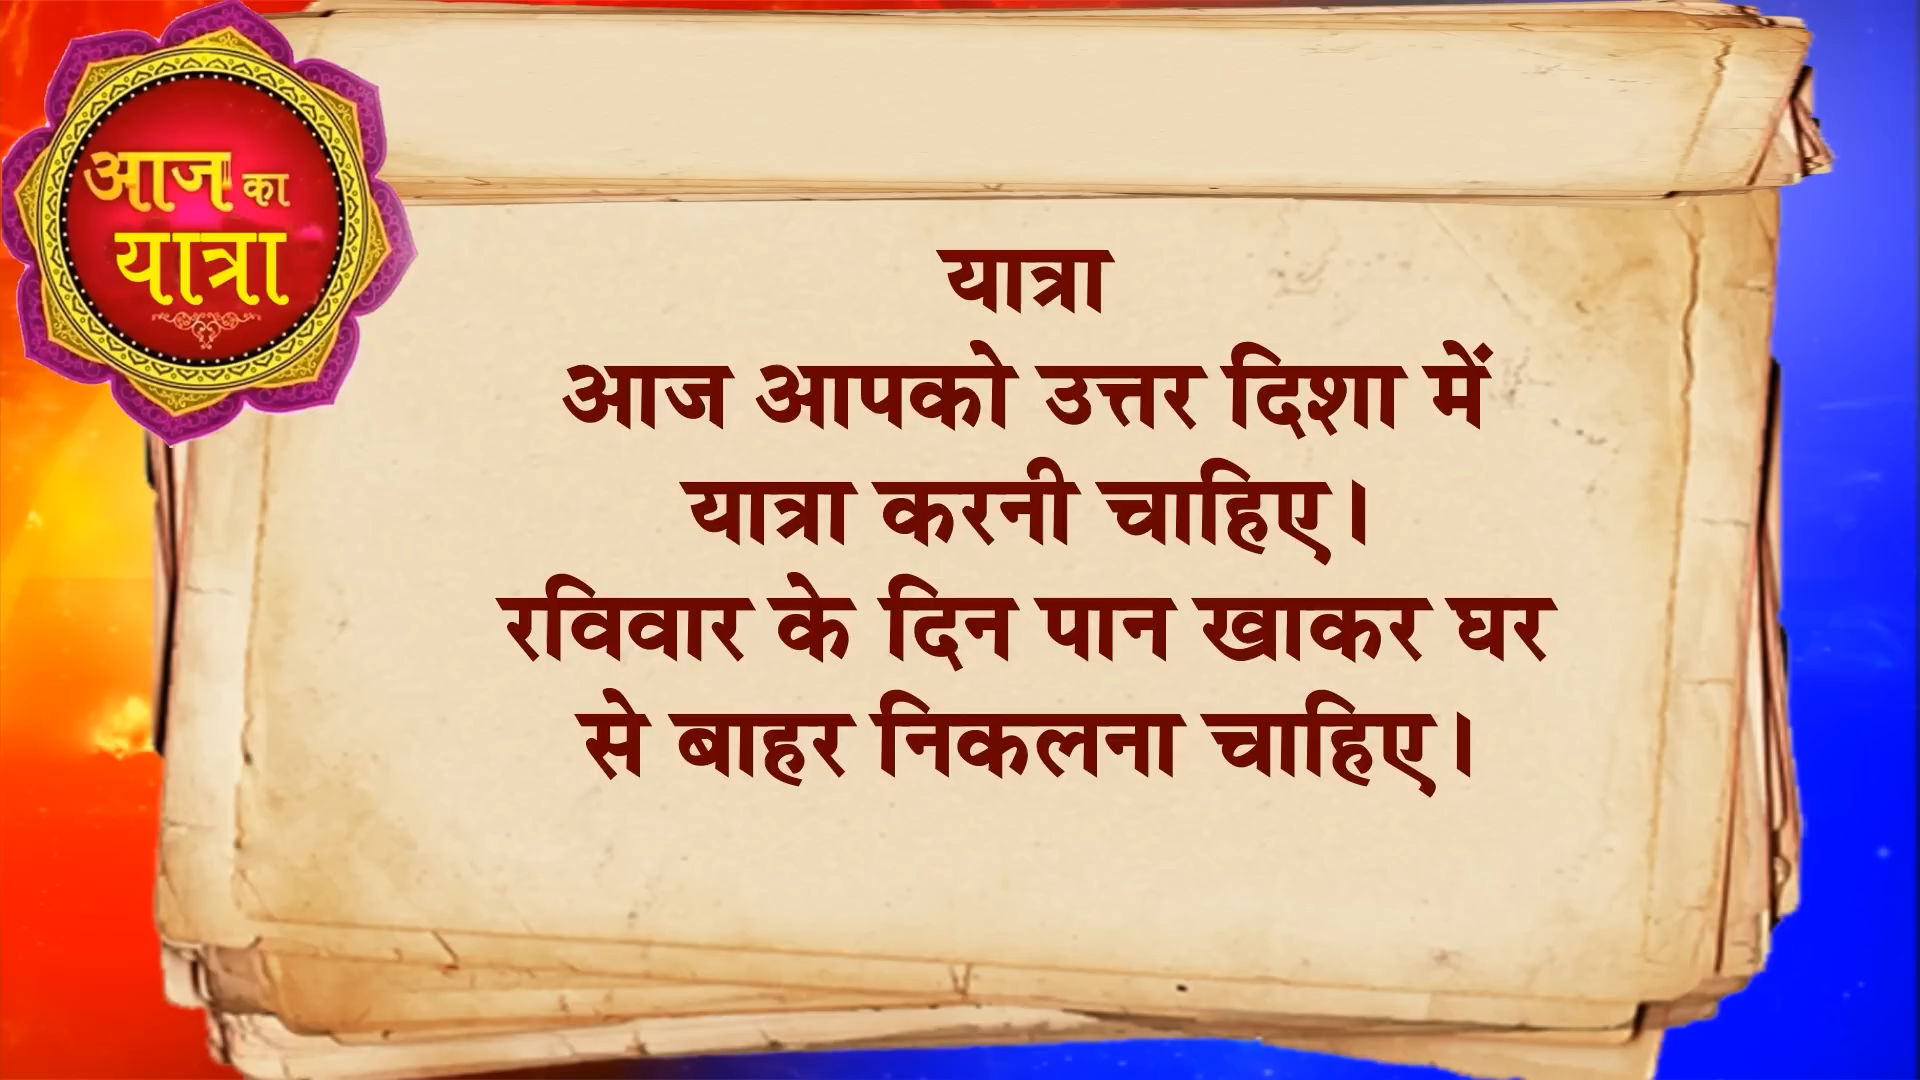 आज का
यात्रा
यात्रा
आज आपको उत्तर दिशा में
यात्रा करनी चाहिए।
रविवार के दिन पान खाकर घर
से बाहर निकलना चाहिए।